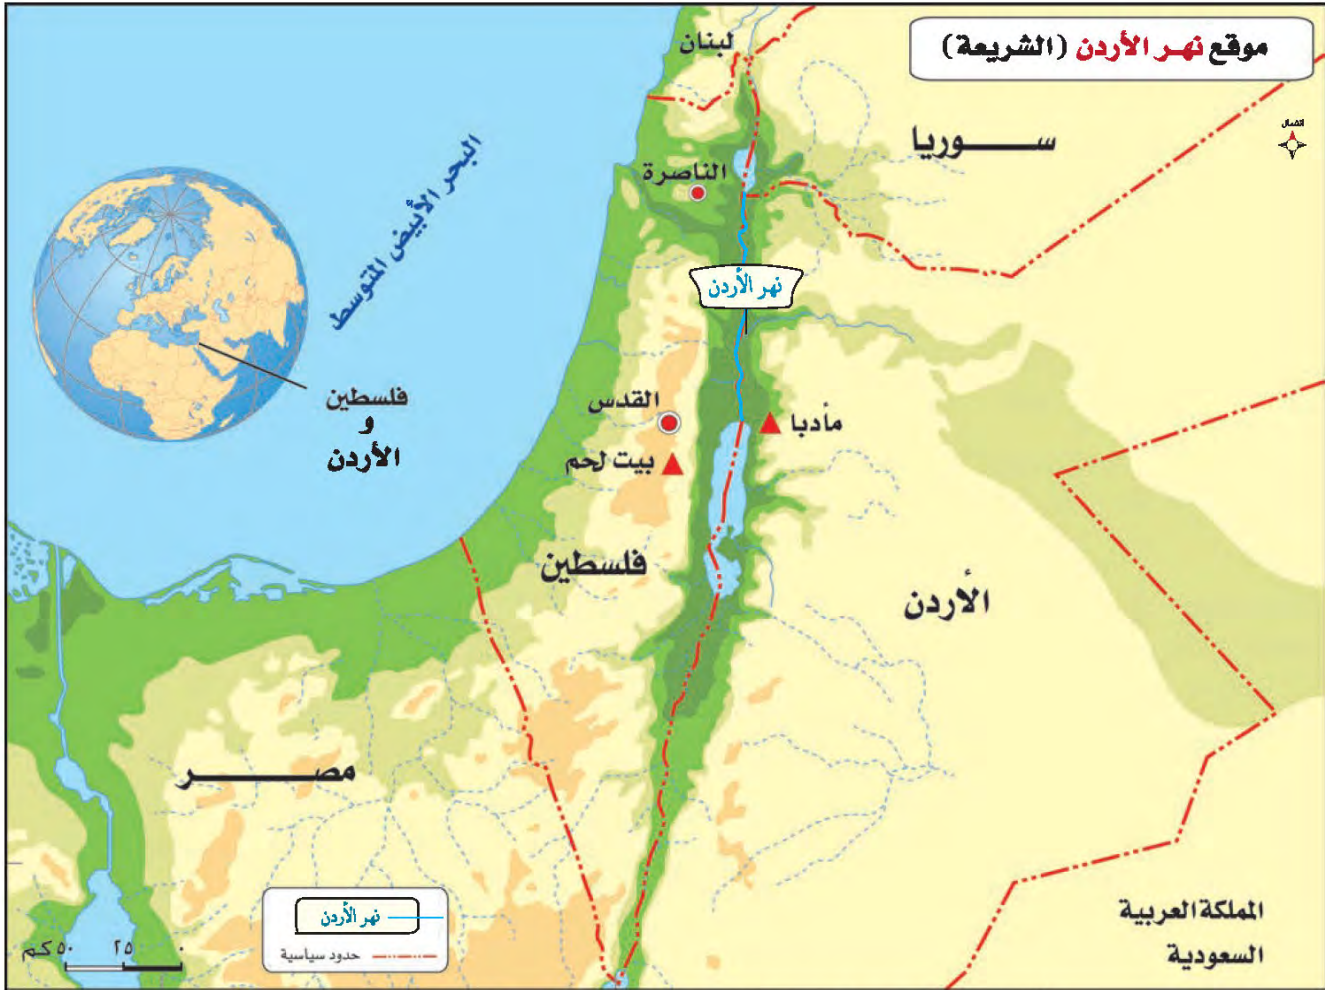 موقع نهر الأردن (الشريعة)
لبنان
سوريا
الشمال
الناصرة
البحر الأبيض المتوسط
نهر الأردن
فلسطين
و
الأردن
القدس
مأدبا
بيت لحم
فلسطين
الأردن
مصر
المملكة العربية
السعودية
نهر الأردن
حدود سياسية
٠ ٢٥ ٥٠ كم